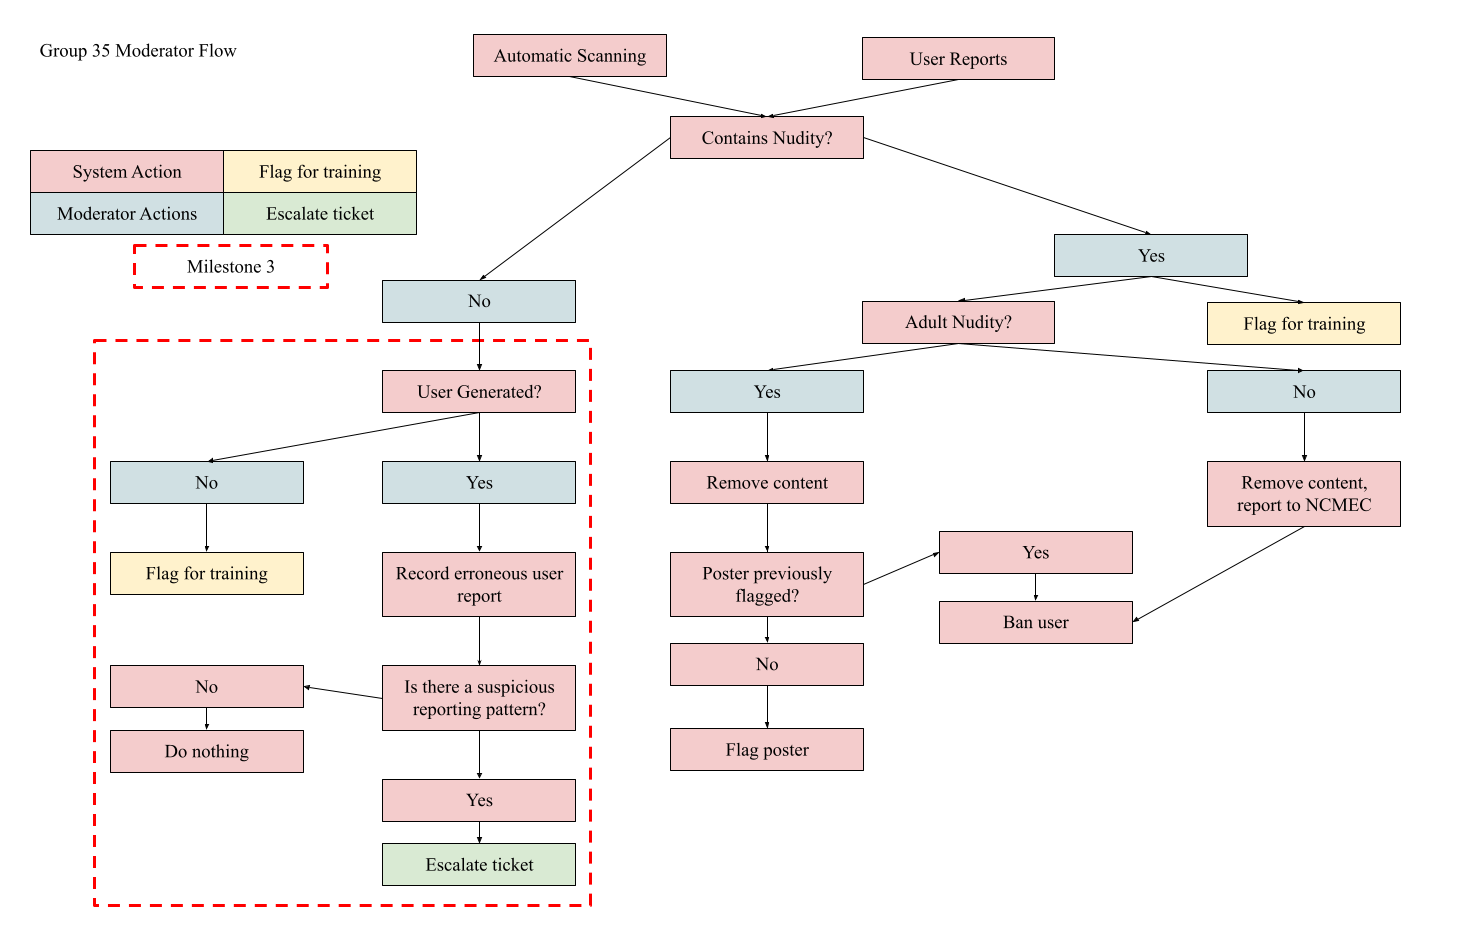 Group 35 Moderator Flow
Automatic Scanning
User Reports
Contains Nudity?
System Action
Flag for training
Moderator Actions
Escalate ticket
Milestone 3
Yes
No
Adult Nudity?
Flag for training
User Generated?
Yes
No
No
Yes
Remove content
Remove content,
report to NCMEC
Flag for training
Record erroneous user
report
Poster previously
flagged?
Yes
Ban user
No
No
Is there a suspicious
reporting pattern?
Do nothing
Flag poster
Yes
Escalate ticket